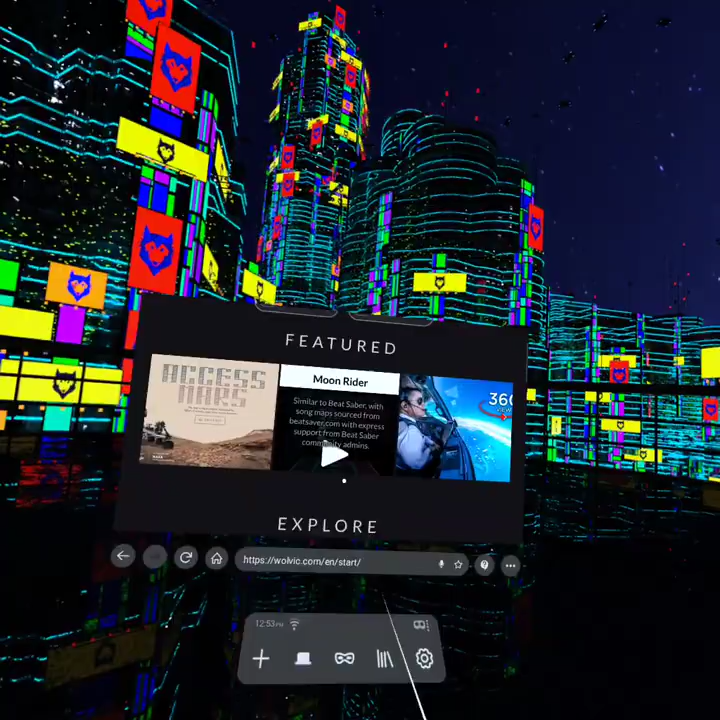 FEATURED
ACCESS
MARS
Moon Rider
Similar to Beat Saber, with
song maps sourced from
beatsaver.com with express
support from Beat Saber
community admins.
360
EXPLORE
https://wolvic.com/en/start/
12:53 PM